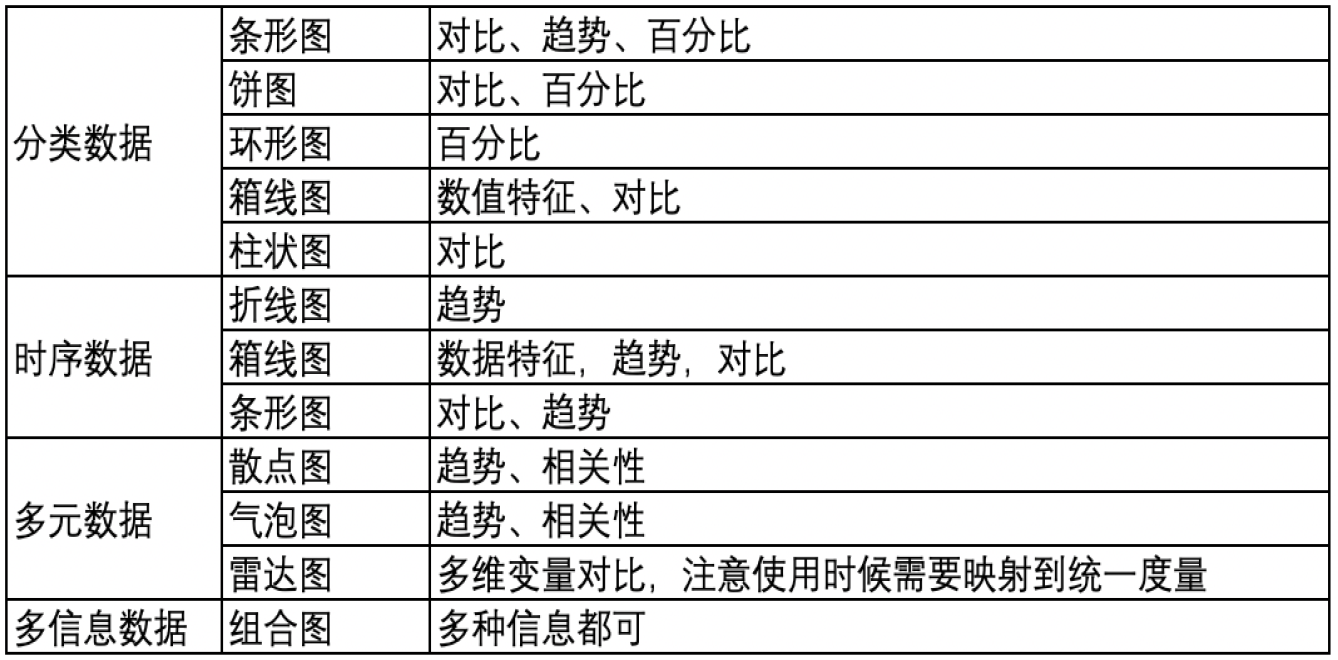 分类数据
条形图 对比、趋势、百分比
饼图 对比、百分比
环形图 百分比
箱线图 数值特征、对比
柱状图 对比
时序数据
折线图 趋势
箱线图 数据特征，趋势，对比
条形图 对比、趋势
多元数据
散点图 趋势、相关性
气泡图 趋势、相关性
雷达图 多维变量对比，注意使用时候需要映射到统一度量
多信息数据 组合图 多种信息都可